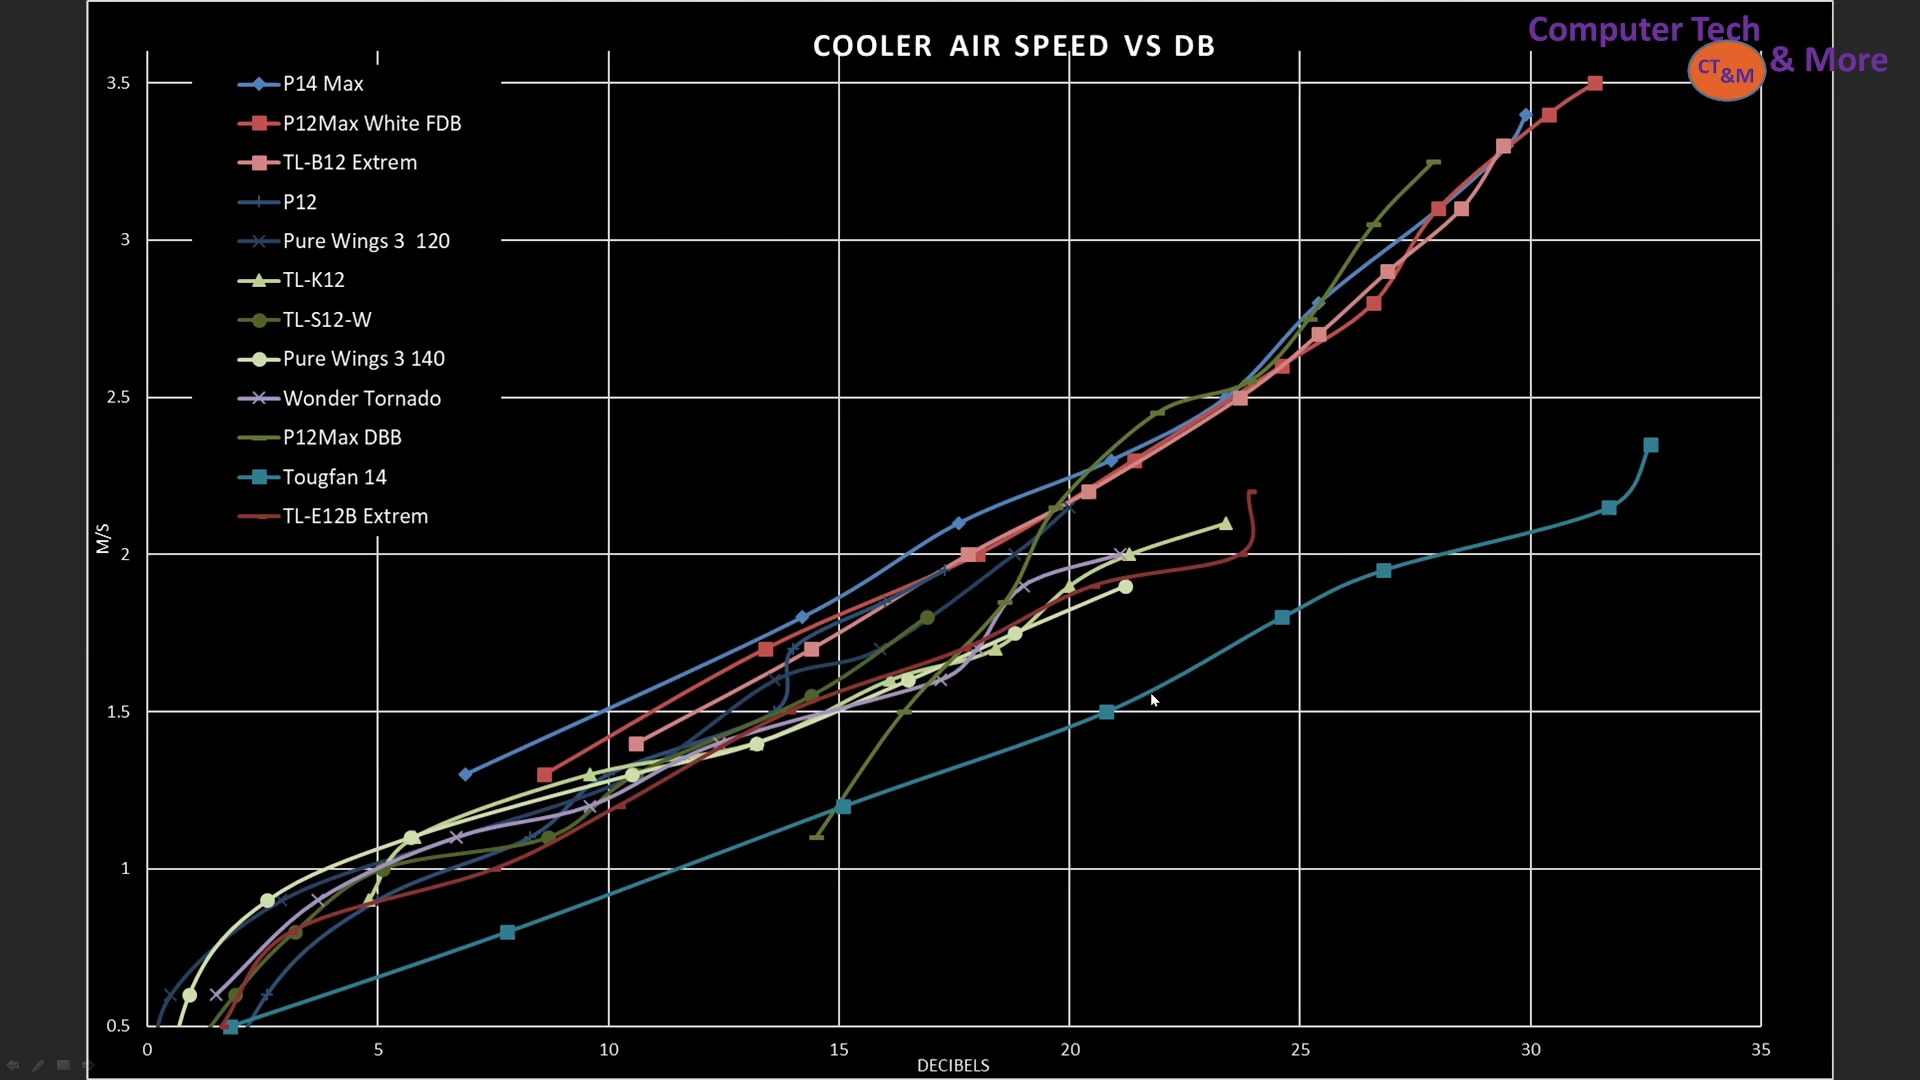 COOLER AIR SPEED VS DB
Computer Tech
& More
CT
&M
P14 Max
P12Max White FDB
TL-B12 Extrem
P12
Pure Wings 3  120
TL-K12
TL-S12-W
Pure Wings 3 140
Wonder Tornado
P12Max DBB
Tougfan 14
TL-E12B Extrem
M/s
3.5
3
2.5
2
1.5
1
0.5
0 5 10 15 20 25 30 35
DECIBELS